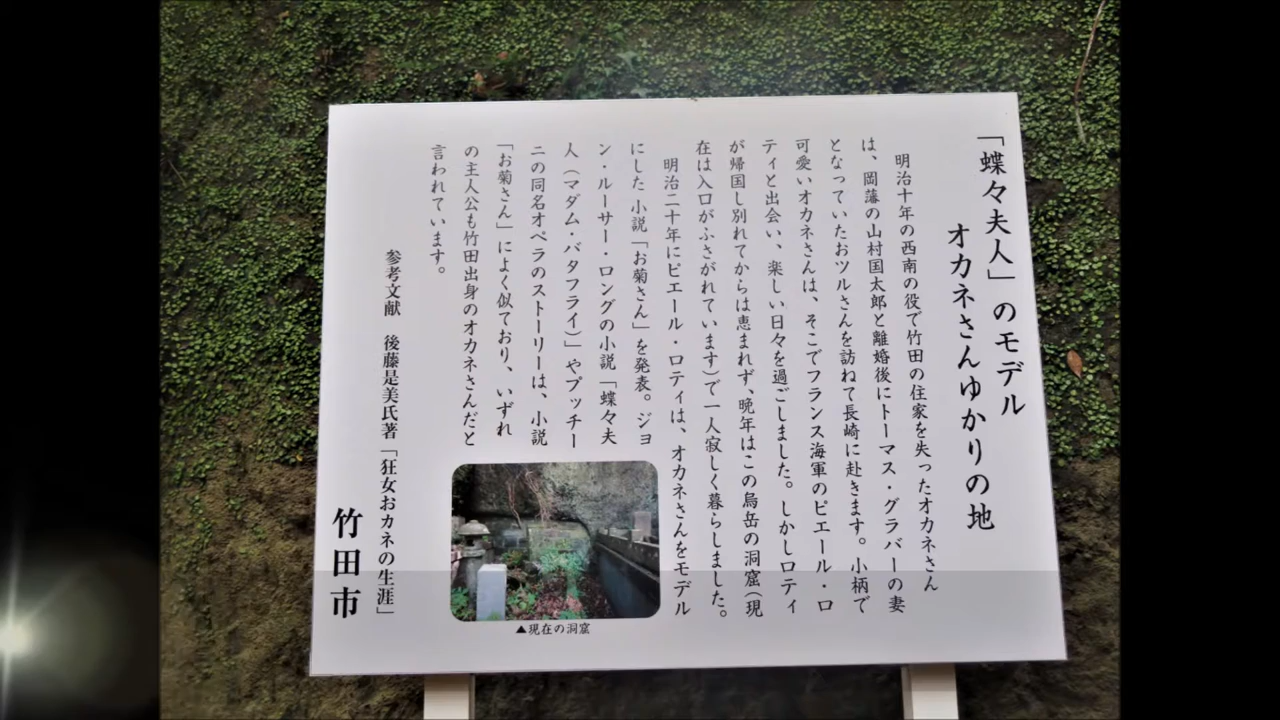 「蝶々夫人」のモデル
オカネさんゆかりの地
明治十年の西南の役で竹田の住家を失ったオカネさん
は、岡藩の山村国太郎と離婚後にトーマス・グラバーの妻
となっていたおツルさんを訪ねて長崎に赴きます。小柄で
可愛いオカネさんは、そこでフランス海軍のピエール・ロ
ティと出会い、楽しい日々を過ごしました。しかしロティ
が帰国し別れてからは恵まれず、晩年はこの烏岳の洞窟(現
在は入口がふさがれています)で一人寂しく暮らしました。
明治二十年にピエール・ロティは、オカネさんをモデル
にした小説「お菊さん」を発表。ジョ
ン・ルーサー・ロングの小説「蝶々夫
人(マダム・バタフライ)」やプッチー
ニの同名オペラのストーリーは、小説
「お菊さん」によく似ており、いずれ
の主人公も竹田出身のオカネさんだと
言われています。
▲現在の洞窟
参考文献 後藤是美氏著「狂女おカネの生涯」
竹田市